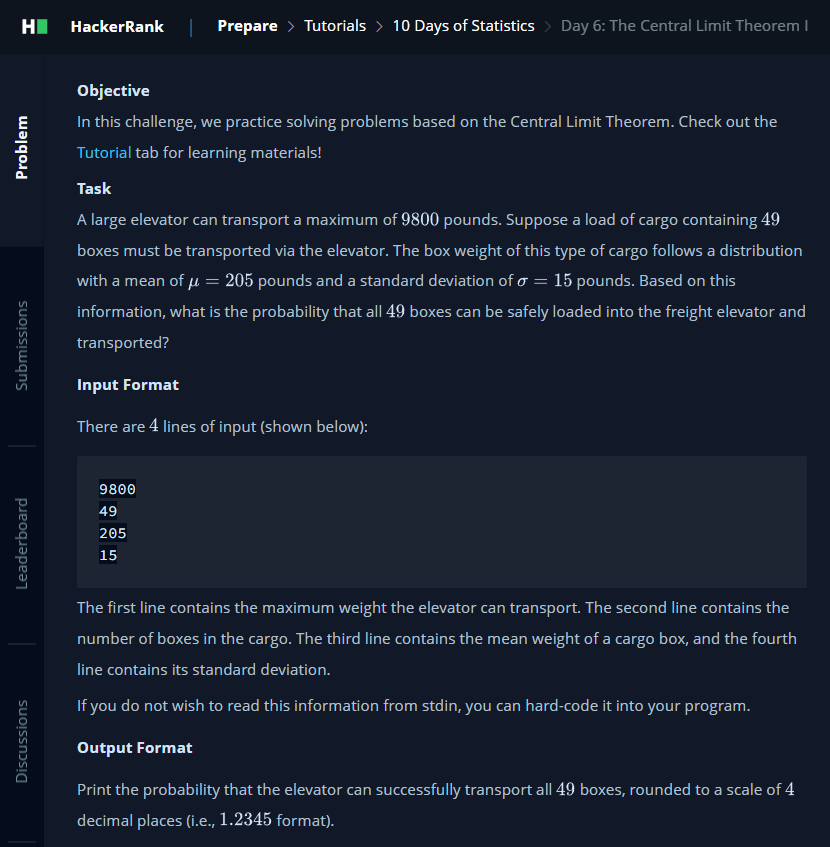 HackerRank | Prepare > Tutorials > 10 Days of Statistics > Day 6: The Central Limit Theorem I
Problem
Submissions
Leaderboard
Discussions
Objective
In this challenge, we practice solving problems based on the Central Limit Theorem. Check out the
Tutorial tab for learning materials!
Task
A large elevator can transport a maximum of 9800 pounds. Suppose a load of cargo containing 49
boxes must be transported via the elevator. The box weight of this type of cargo follows a distribution
with a mean of μ = 205 pounds and a standard deviation of σ = 15 pounds. Based on this
information, what is the probability that all 49 boxes can be safely loaded into the freight elevator and
transported?
Input Format
There are 4 lines of input (shown below):
9800
49
205
15
The first line contains the maximum weight the elevator can transport. The second line contains the
number of boxes in the cargo. The third line contains the mean weight of a cargo box, and the fourth
line contains its standard deviation.
If you do not wish to read this information from stdin, you can hard-code it into your program.
Output Format
Print the probability that the elevator can successfully transport all 49 boxes, rounded to a scale of 4
decimal places (i.e., 1.2345 format).